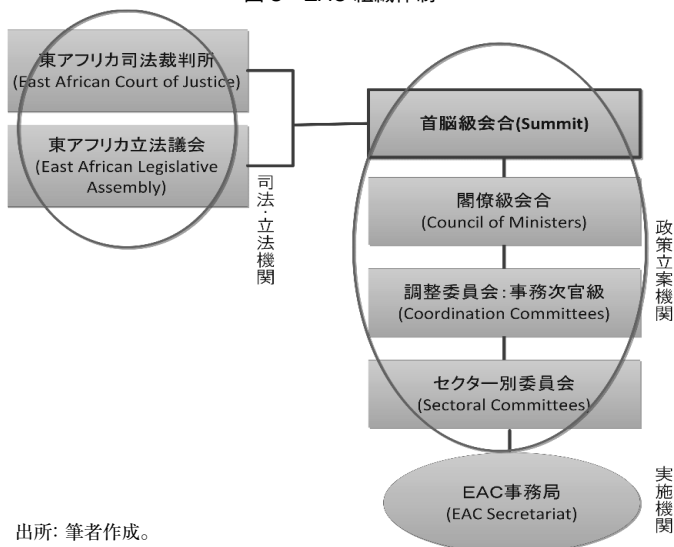 東アフリカ司法裁判所
(East African Court of Justice)
東アフリカ立法議会
(East African Legislative
Assembly)
司法・立法機関
首脳級会合(Summit)
閣僚級会合
(Council of Ministers)
調整委員会:事務次官級
(Coordination Committees)
セクター別委員会
(Sectoral Committees)
政策立案機関
EAC事務局
(EAC Secretariat)
実施機関
出所: 筆者作成。